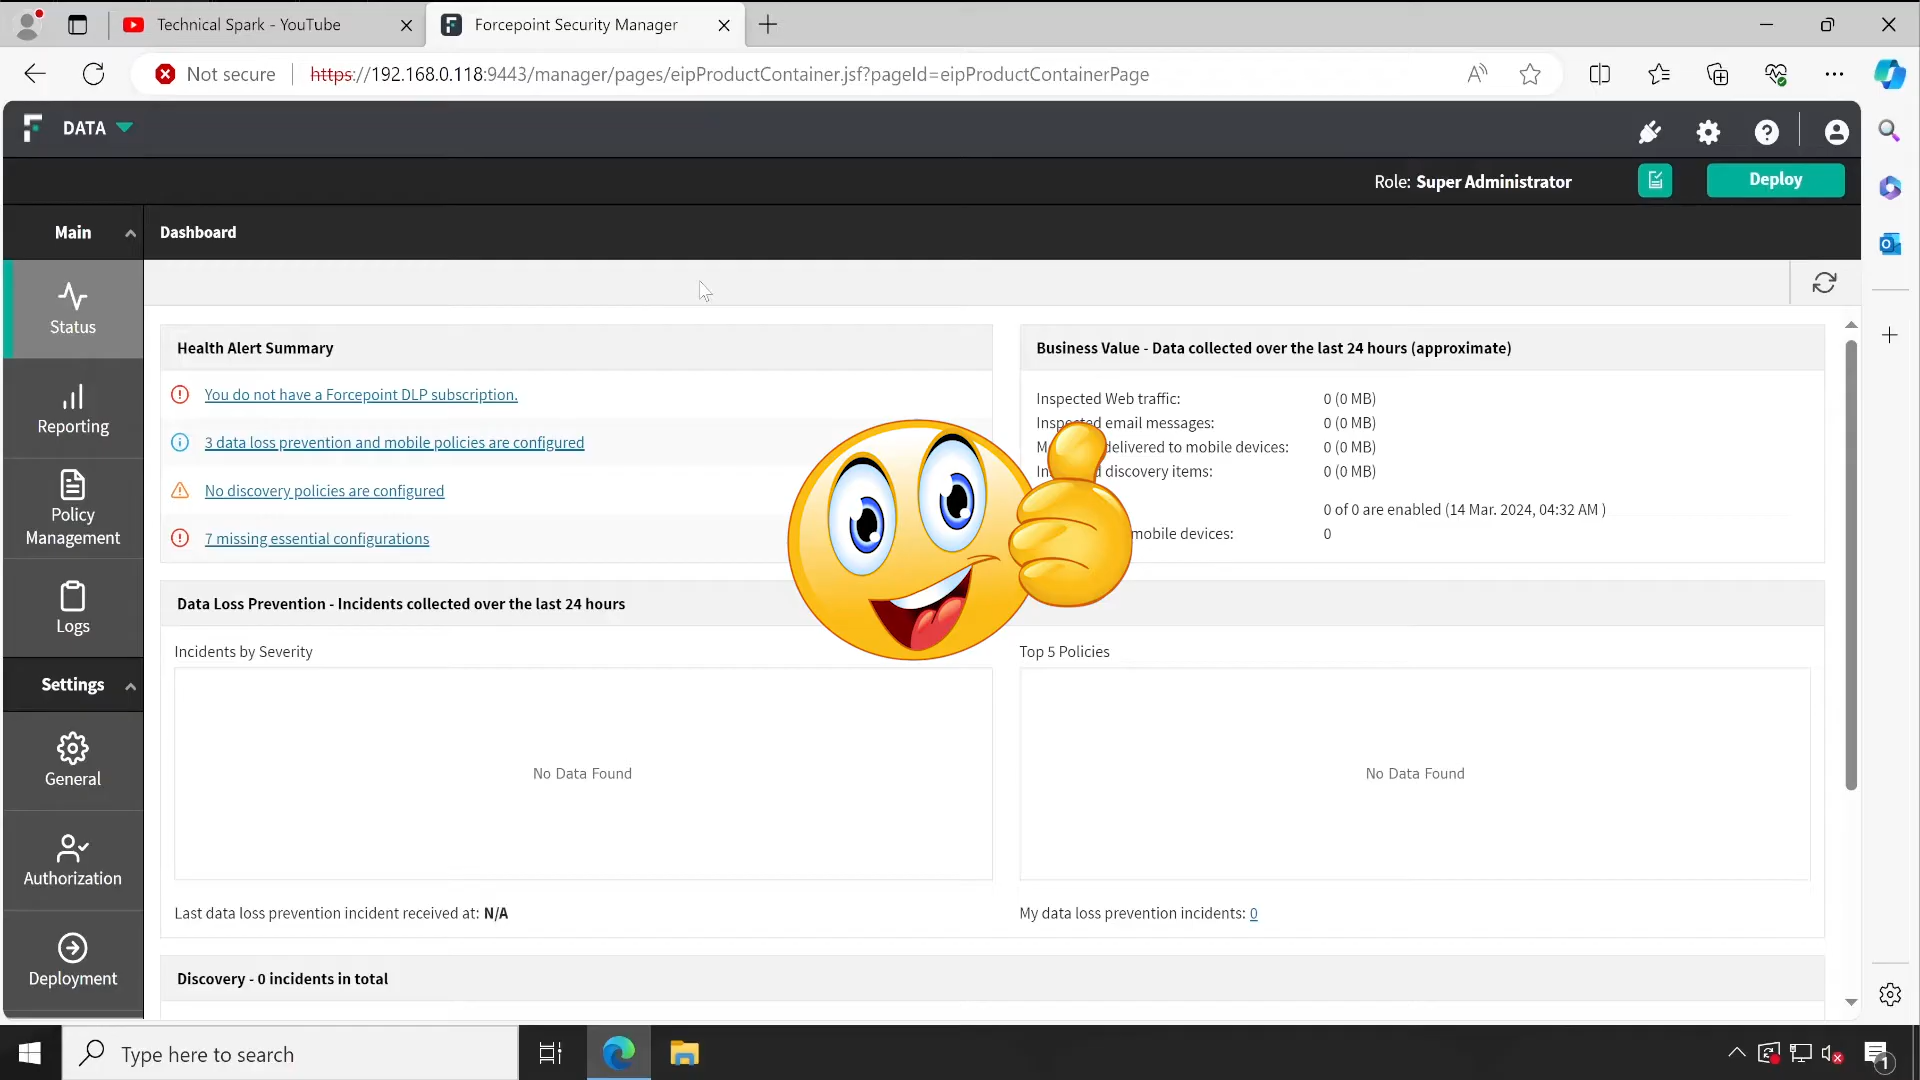 Technical Spark - YouTube
Forcepoint Security Manager
Not secure
https://192.168.0.118:9443/manager/pages/eipProductContainer.jsf?pageId=eipProductContainerPage
DATA
Role: Super Administrator
Deploy
Main
Dashboard
Status
Reporting
Policy
Management
Logs
Settings
General
Authorization
Deployment
Health Alert Summary
You do not have a Forcepoint DLP subscription.
3 data loss prevention and mobile policies are configured
No discovery policies are configured
7 missing essential configurations
Business Value - Data collected over the last 24 hours (approximate)
Inspected Web traffic: 0 (0 MB)
Inspected email messages: 0 (0 MB)
delivered to mobile devices: 0 (0 MB)
discovery items: 0 (0 MB)
0 of 0 are enabled (14 Mar. 2024, 04:32 AM )
mobile devices: 0
Data Loss Prevention - Incidents collected over the last 24 hours
Incidents by Severity
Top 5 Policies
No Data Found
No Data Found
Last data loss prevention incident received at: N/A
My data loss prevention incidents: 0
Discovery - 0 incidents in total
Type here to search
1